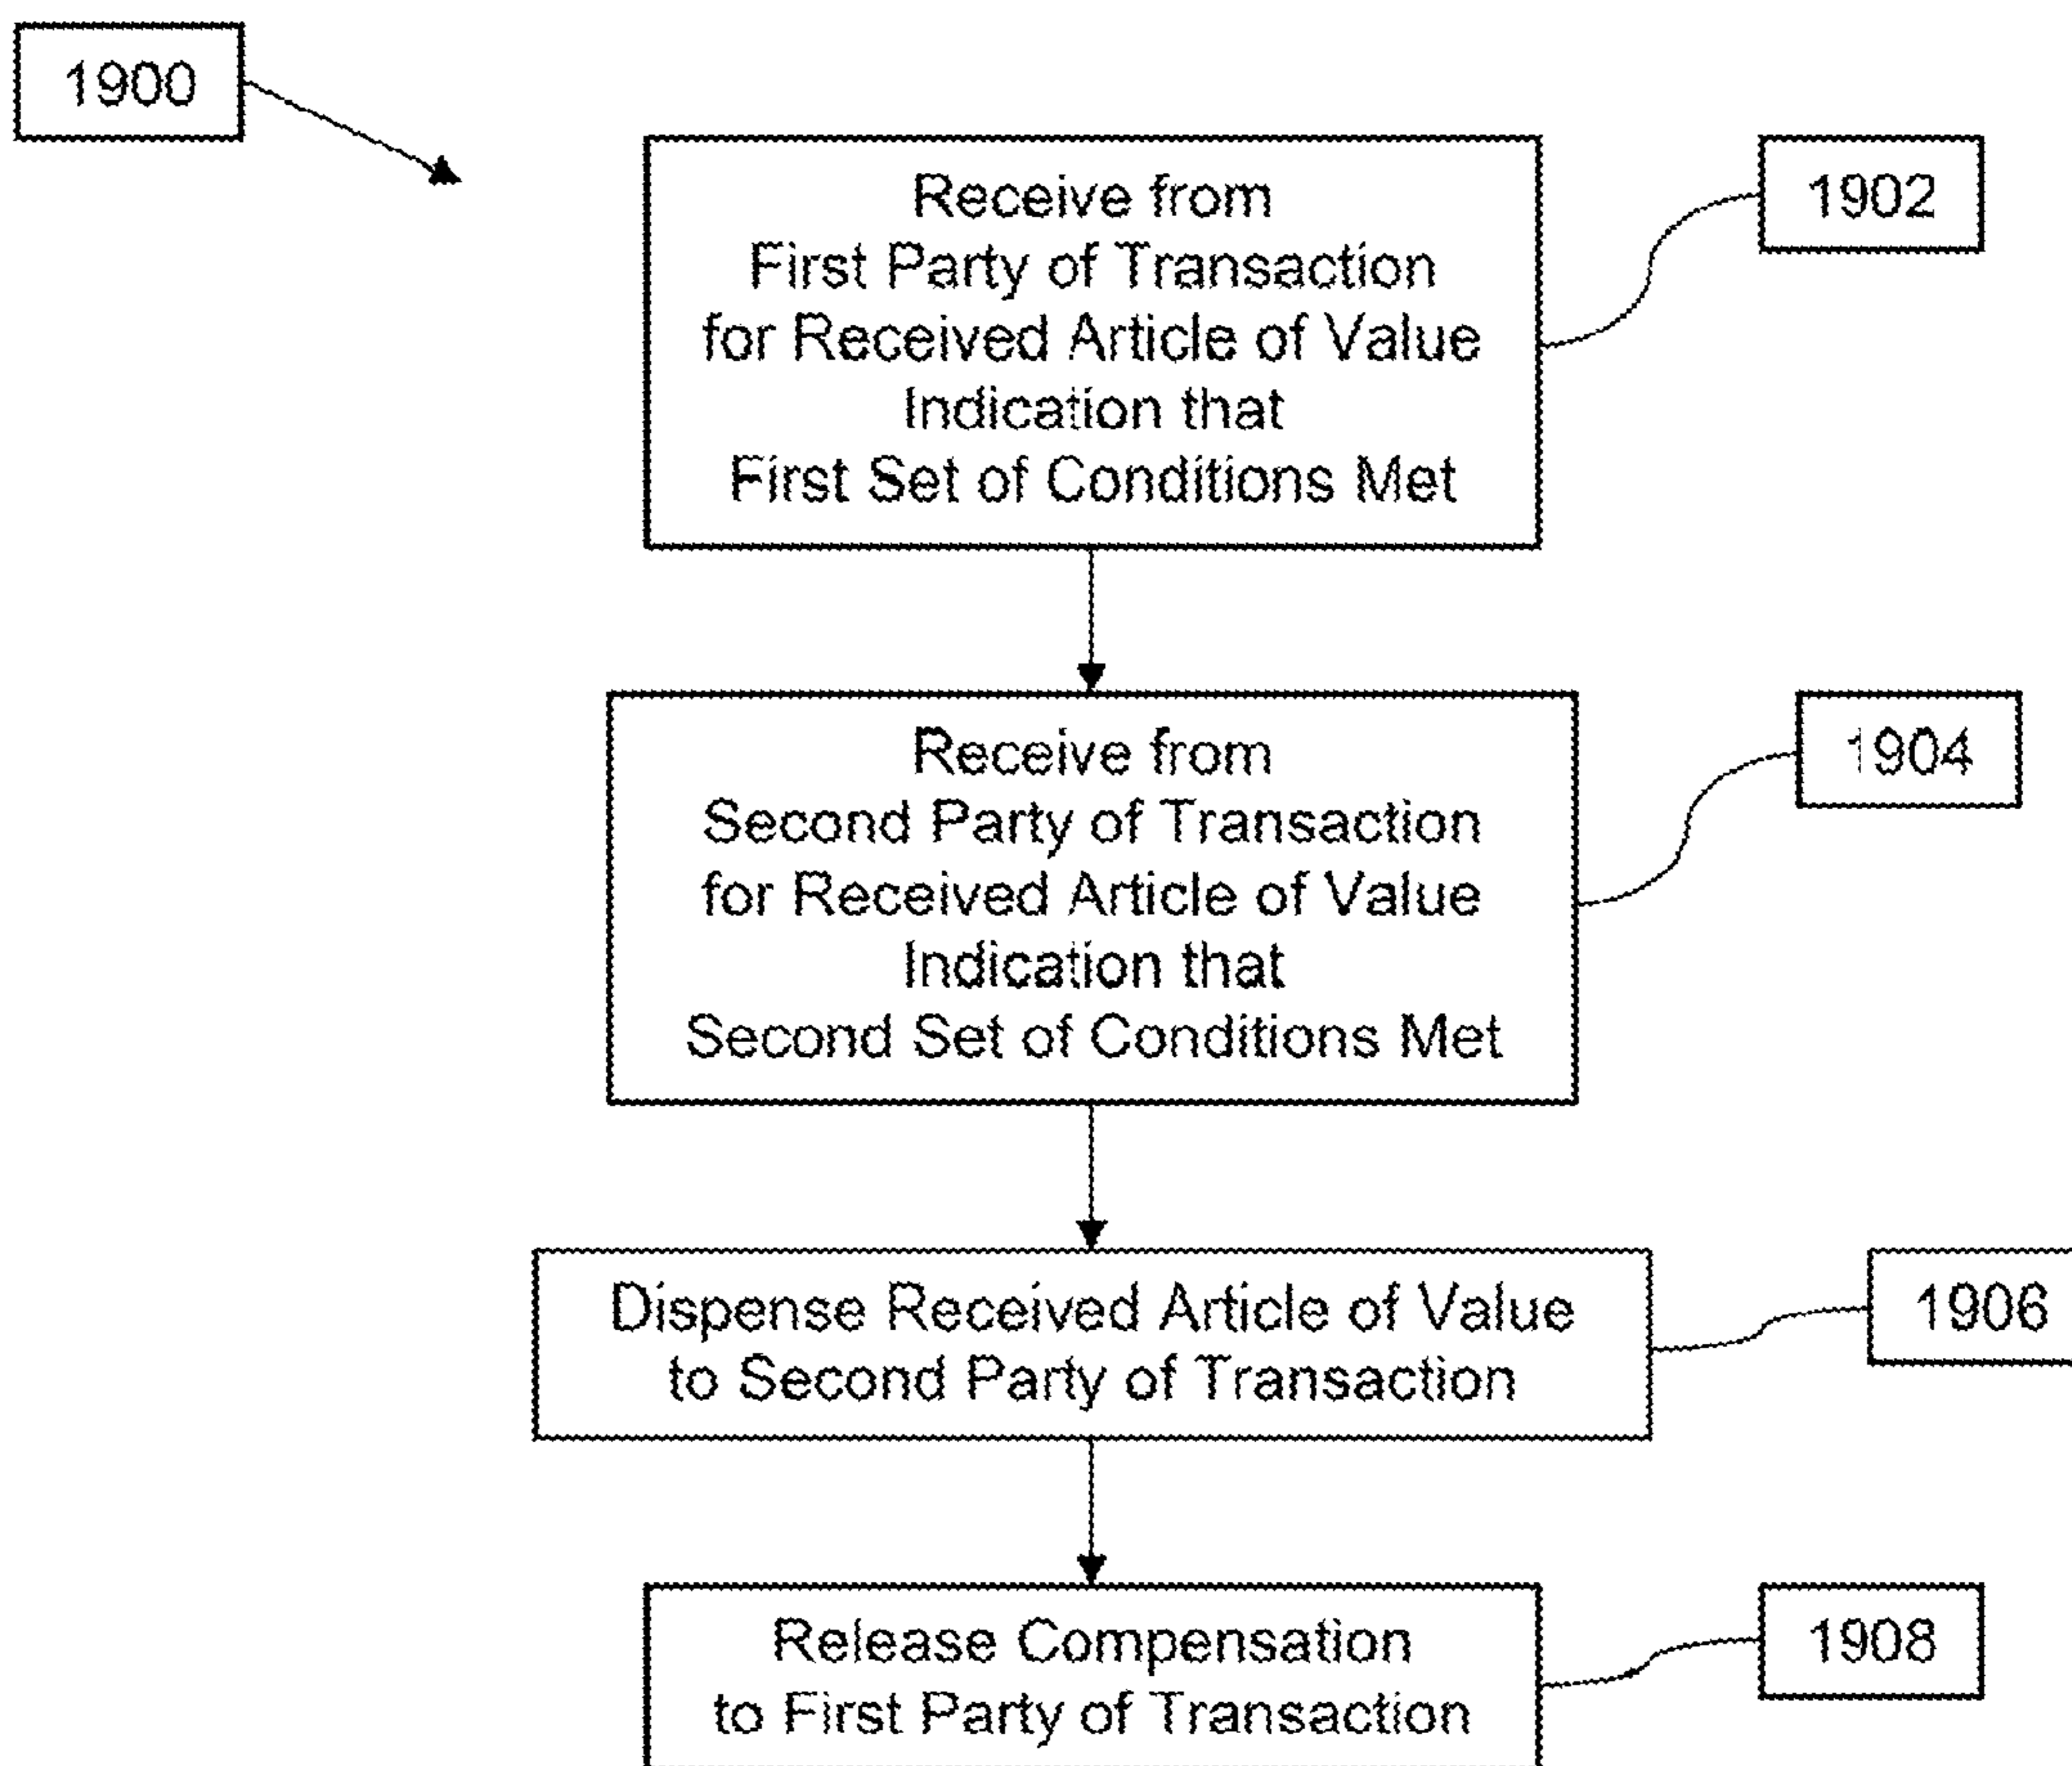 1900
Receive from
First Party of Transaction
for Received Article of Value
Indication that
First Set of Conditions Met
1902
Receive from
Second Party of Transaction
for Received Article of Value
Indication that
Second Set of Conditions Met
1904
Dispense Received Article of Value
to Second Party of Transaction
1906
Release Compensation
to First Party of Transaction
1908